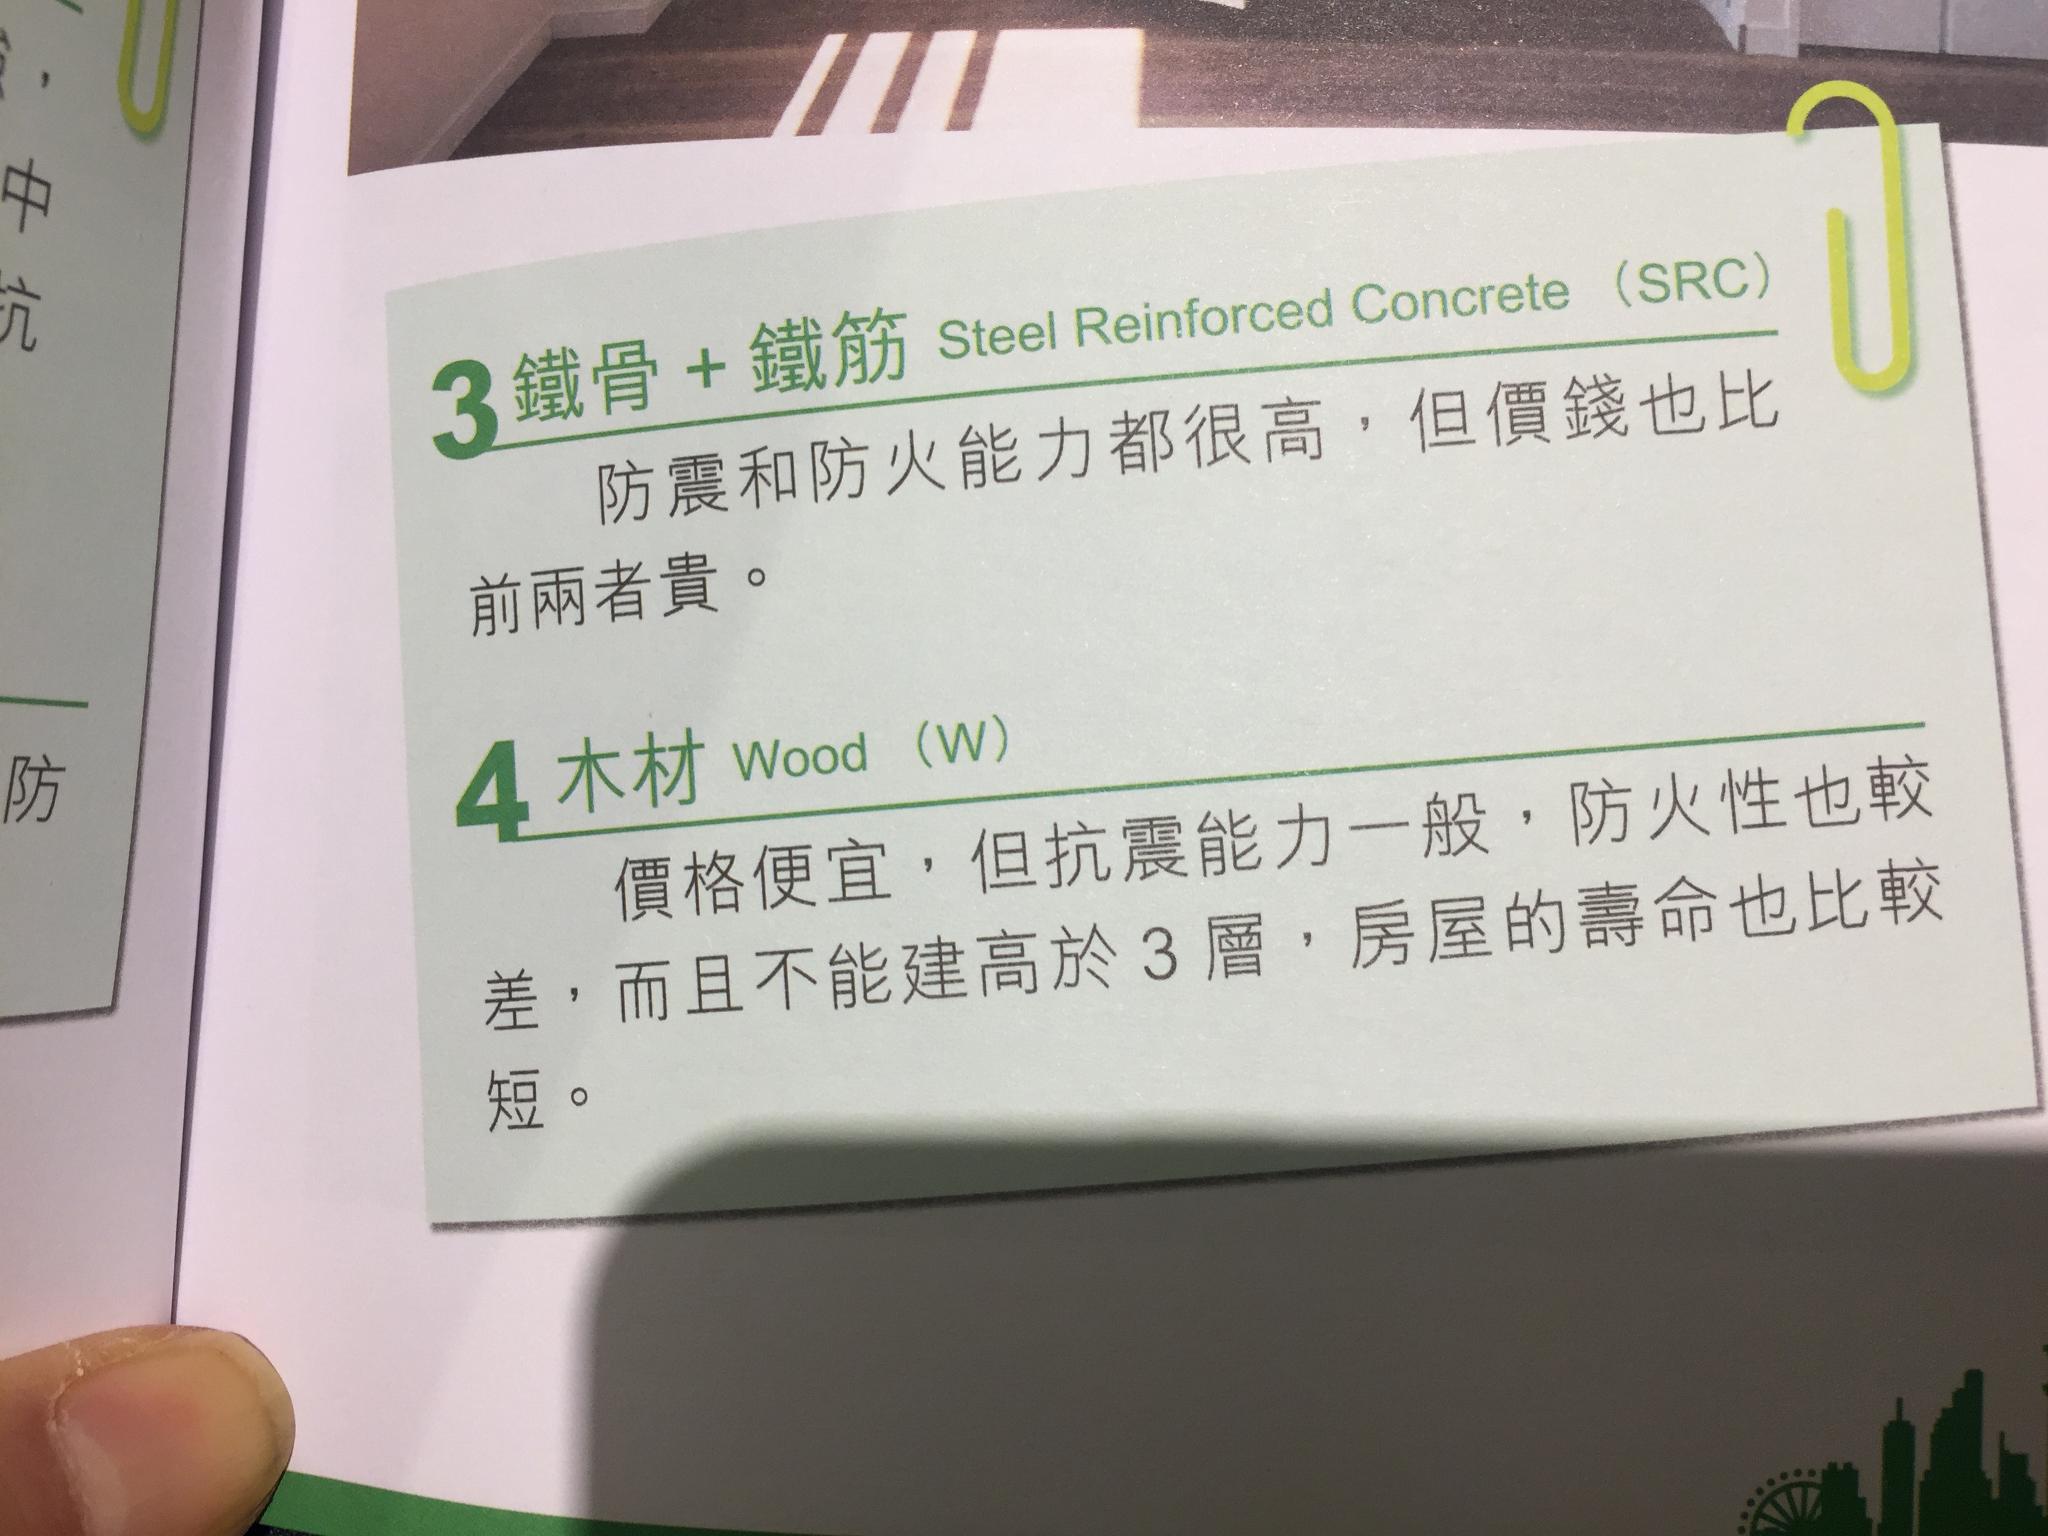 中
抗
防
3 鐵骨 + 鐵筋 Steel Reinforced Concrete （SRC）
防震和防火能力都很高，但價錢也比
前兩者貴。
4 木材 Wood （W）
價格便宜，但抗震能力一般，防火性也較
差，而且不能建高於 3 層，房屋的壽命也比較
短。